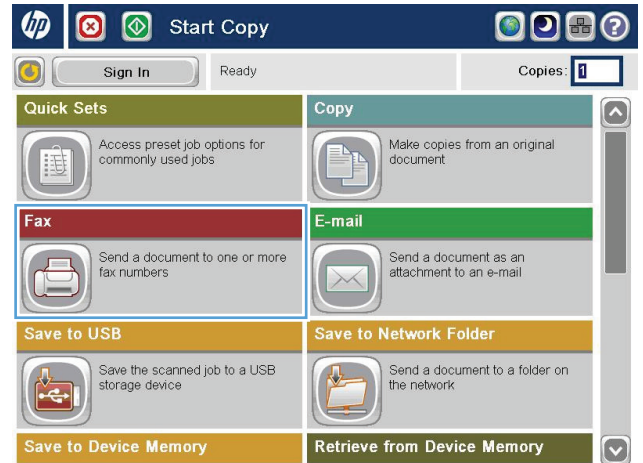 hp
Start Copy
?
Sign In
Ready
Copies: 1
Quick Sets
Access preset job options for
commonly used jobs
Copy
Make copies from an original
document
Fax
Send a document to one or more
fax numbers
E-mail
Send a document as an
attachment to an e-mail
Save to USB
Save the scanned job to a USB
storage device
Save to Network Folder
Send a document to a folder on
the network
Save to Device Memory
Retrieve from Device Memory